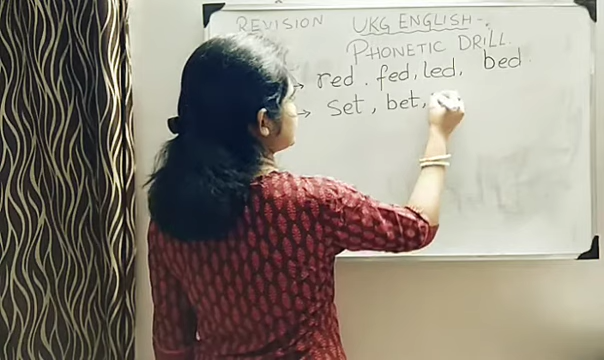 REVISION UKG ENGLISH-:
PHONETIC DRILL
→ red. fed, led, bed.
→ set, bet,